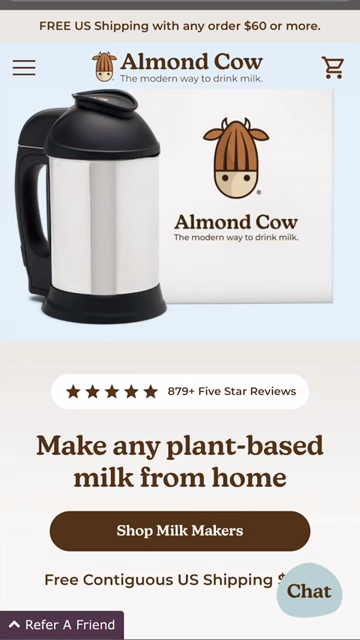 FREE US Shipping with any order $60 or more.
Almond Cow
The modern way to drink milk.
Almond Cow
®
The modern way to drink milk.
879+ Five Star Reviews
Make any plant-based
milk from home
Shop Milk Makers
Free Contiguous US Shipping
Chat
Refer A Friend